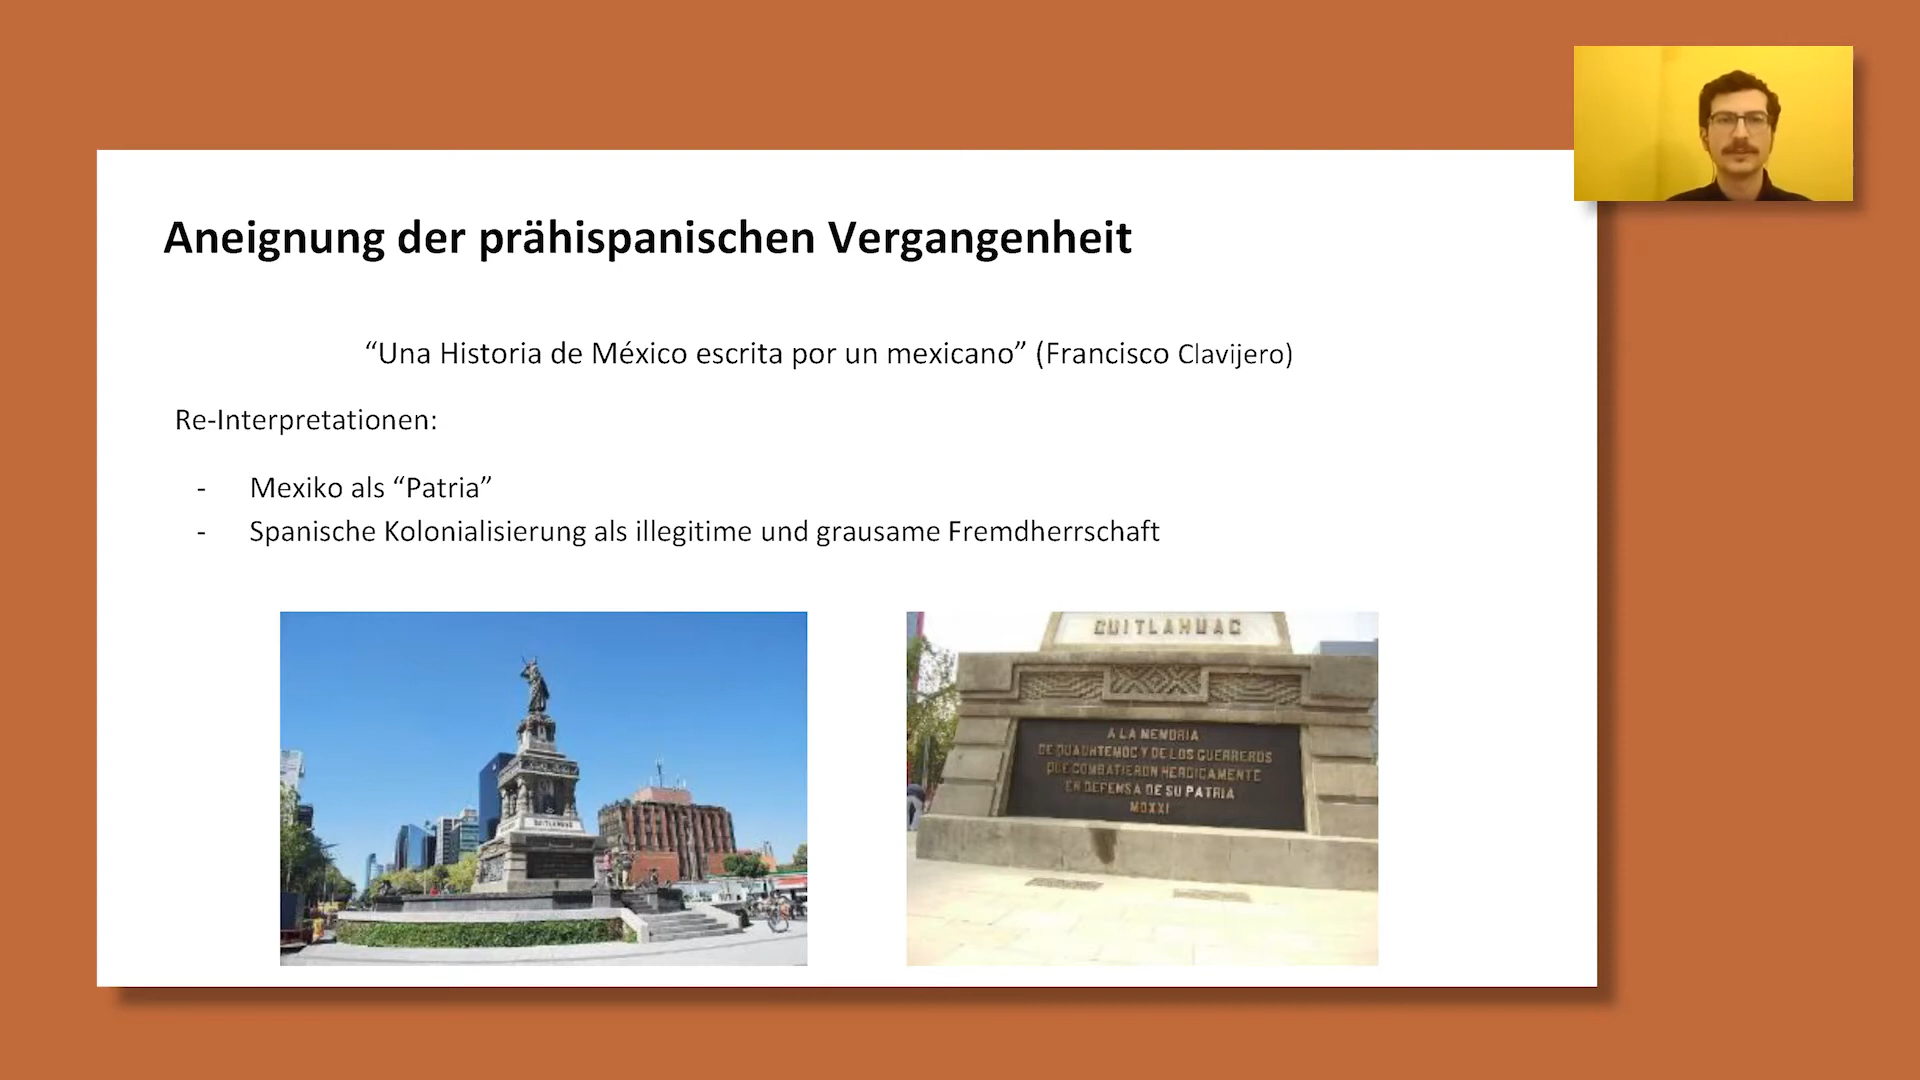 Aneignung der prähispanischen Vergangenheit
“Una Historia de México escrita por un mexicano” (Francisco Clavijero)
Re-Interpretationen:
- Mexiko als “Patria”
- Spanische Kolonialisierung als illegitime und grausame Fremdherrschaft
CUITLAHUAC
CUITLAHUAC
A LA MEMORIA
DE QUAUHTEMOC Y DE LOS GUERREROS
QUE COMBATIERON HEROICAMENTE
EN DEFENSA DE SU PATRIA
MDXXI